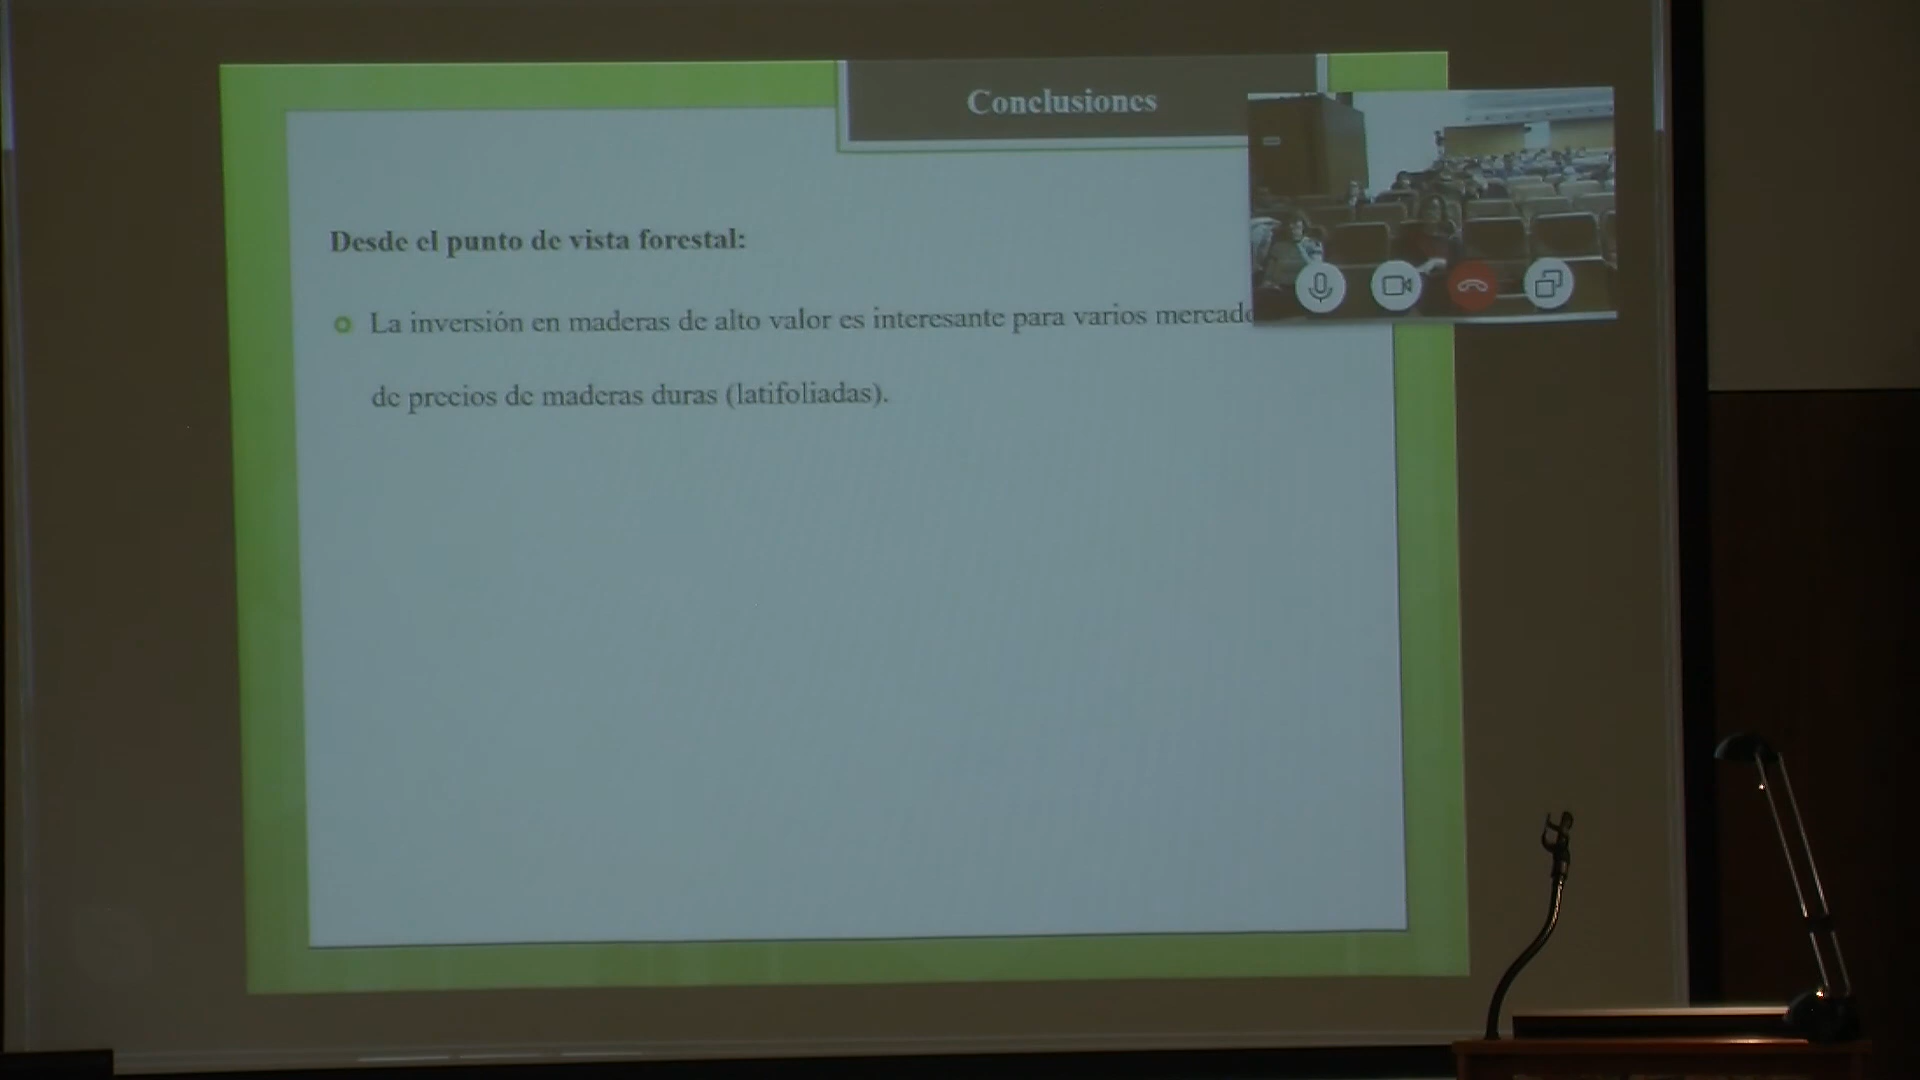 Conclusiones
Desde el punto de vista forestal:
La inversión en maderas de alto valor es interesante para varios
de precios de maderas duras (latifoliadas).